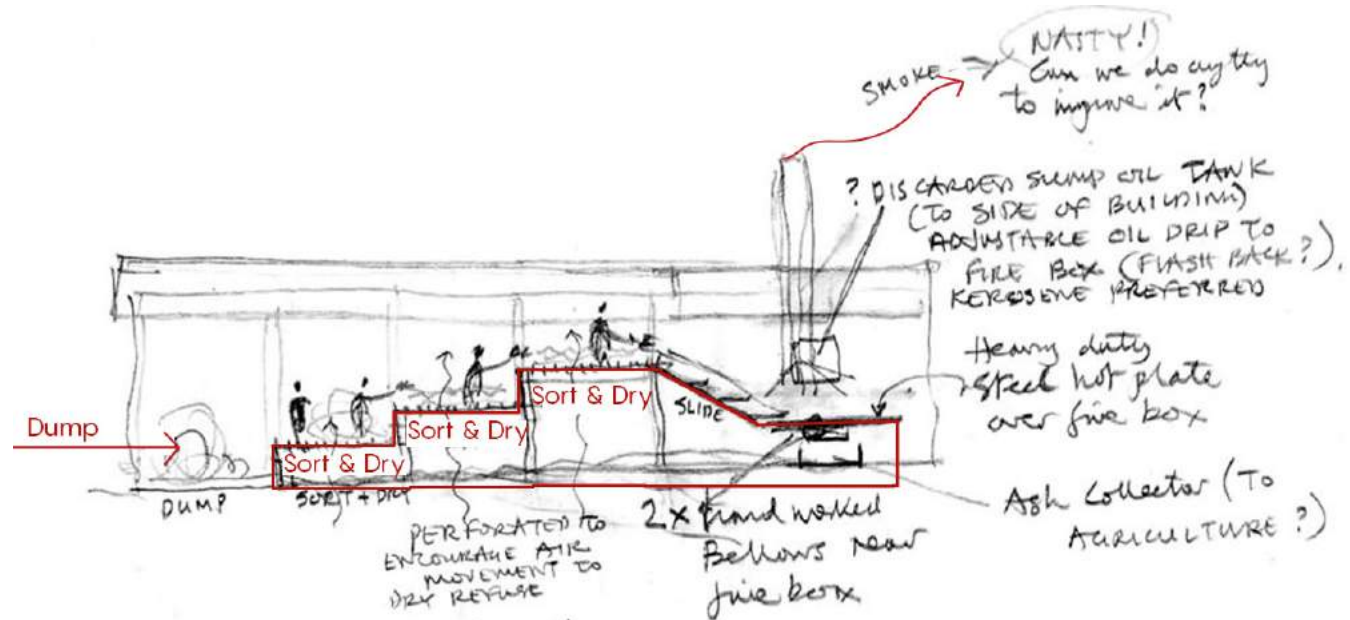 NASTY!
Can we do anything
to improve it?
SMOKE
? DISCARDED SUMP OIL TANK
(TO SIDE OF BUILDING)
ADJUSTABLE OIL DRIP TO
FIRE BOX (FLASH BACK?).
KEROSENE PREFERRED
Heavy duty
steel hot plate
over fire box
Sort & Dry
SLIDE
Sort & Dry
Dump
Sort & Dry
DUMP
SORT + DRY
PERFORATED TO
ENCOURAGE AIR
MOVEMENT TO
DRY REFUSE
2 x hand worked
Bellows near
fire box
Ash Collector (TO
AGRICULTURE?)